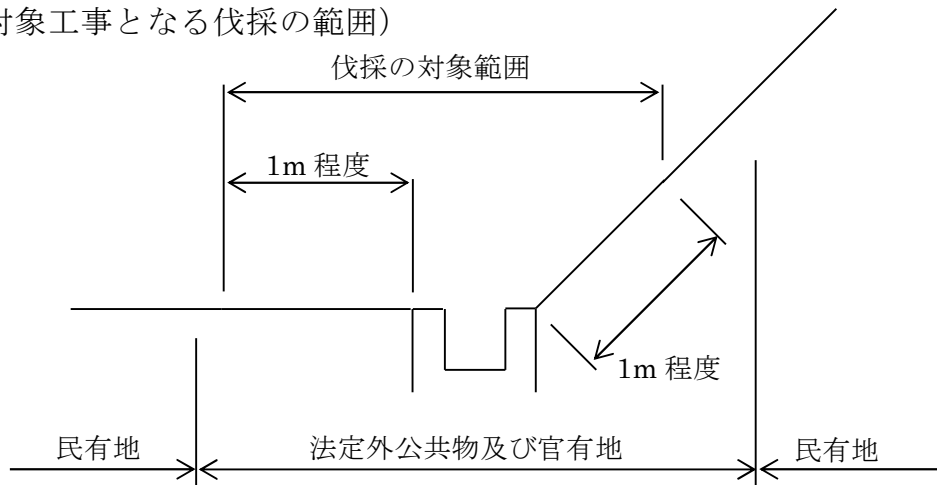 対象工事となる伐採の範囲）
伐採の対象範囲
1m 程度
1m 程度
民有地
法定外公共物及び官有地
民有地